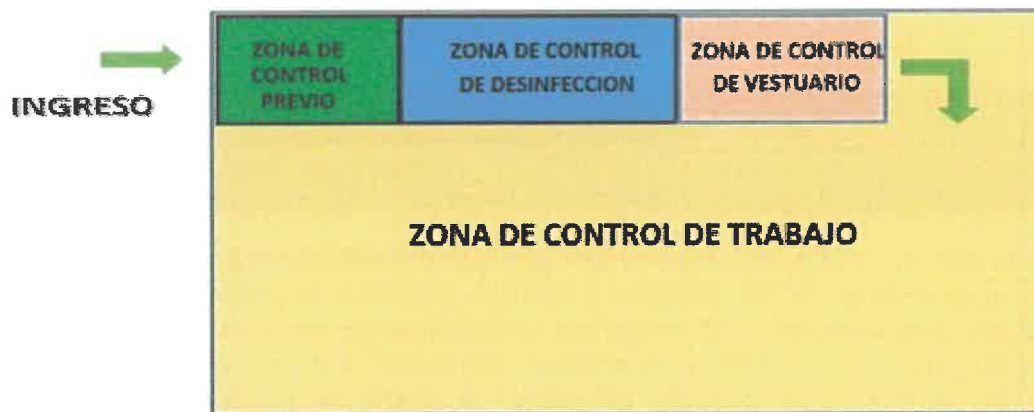 INGRESO
ZONA DE
CONTROL
PREVIO
ZONA DE CONTROL
DE DESINFECCION
ZONA DE CONTROL
DE VESTUARIO
ZONA DE CONTROL DE TRABAJO